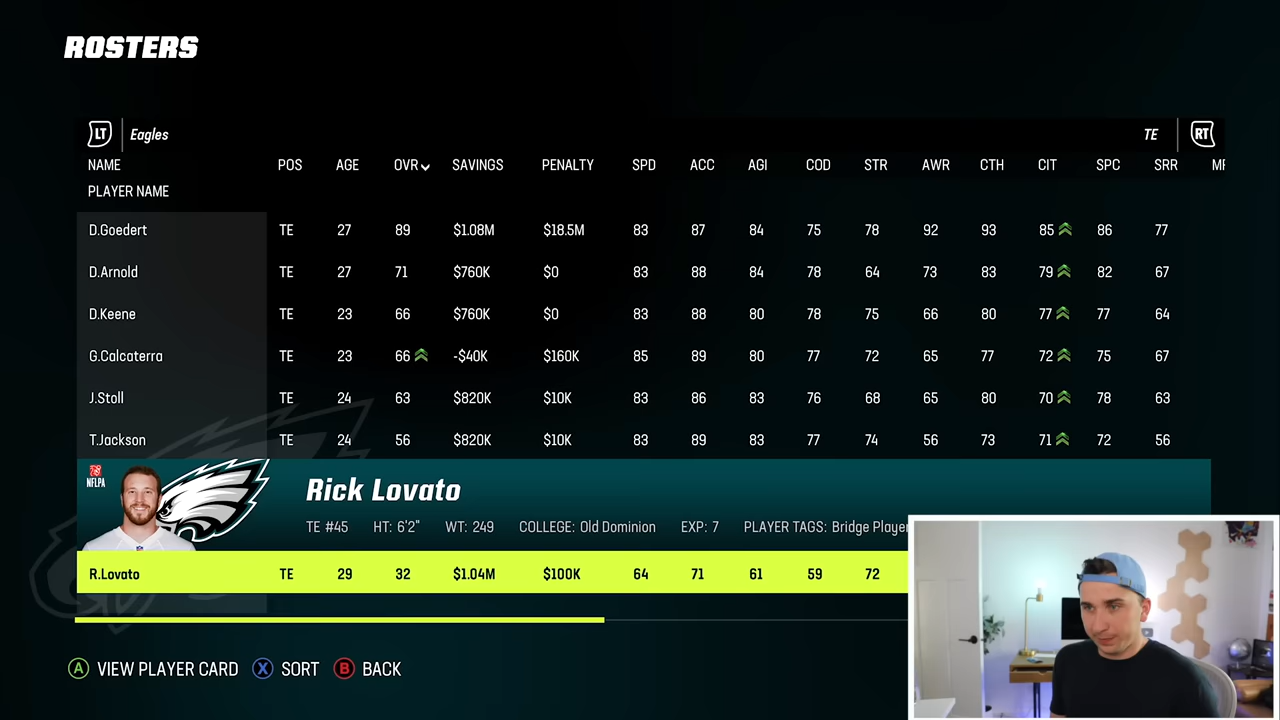 ROSTERS
LT Eagles TE RT
NAME POS AGE OVR SAVINGS PENALTY SPD ACC AGI COD STR AWR CTH CIT SPC SRR
PLAYER NAME
D.Goedert TE 27 89 $1.08M $18.5M 83 87 84 75 78 92 93 85 86 77
D.Arnold TE 27 71 $760K $0 83 88 84 78 64 73 83 79 82 67
D.Keene TE 23 66 $760K $0 83 88 80 78 75 66 80 77 77 64
G.Calcaterra TE 23 66 -$40K $160K 85 89 80 77 72 65 77 72 75 67
J.Stoll TE 24 63 $820K $10K 83 86 83 76 68 65 80 70 78 63
T.Jackson TE 24 56 $820K $10K 83 89 83 77 74 56 73 71 72 56
NFLPA
Rick Lovato
TE #45 HT: 6'2" WT: 249 COLLEGE: Old Dominion EXP: 7 PLAYER TAGS: Bridge Player
R.Lovato TE 29 32 $1.04M $100K 64 71 61 59 72
A VIEW PLAYER CARD X SORT B BACK